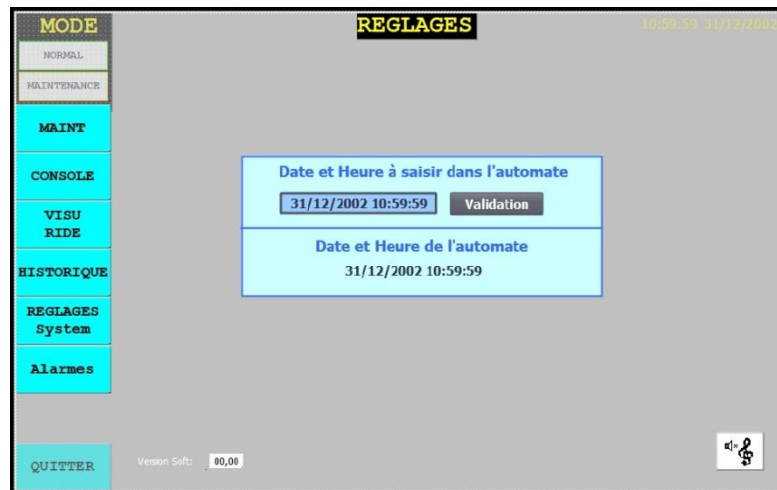 MODE
REGLAGES
10:59:59 31/12/2002
NORMAL
MAINTENANCE
MAINT
CONSOLE
VISU
RIDE
HISTORIQUE
REGLAGES
System
Alarmes
QUITTER
Date et Heure à saisir dans l'automate
31/12/2002 10:59:59 Validation
Date et Heure de l'automate
31/12/2002 10:59:59
Version Soft: 00,00